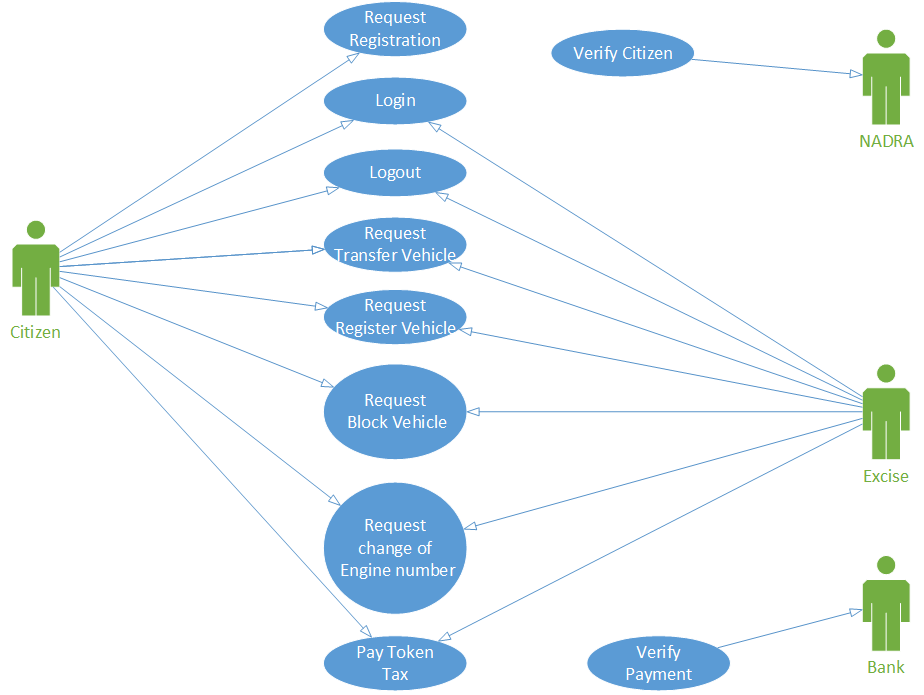 Request
Registration
Verify Citizen
Login
NADRA
Logout
Request
Transfer Vehicle
Request
Register Vehicle
Citizen
Request
Block Vehicle
Excise
Request
change of
Engine number
Pay Token
Tax
Verify
Payment
Bank